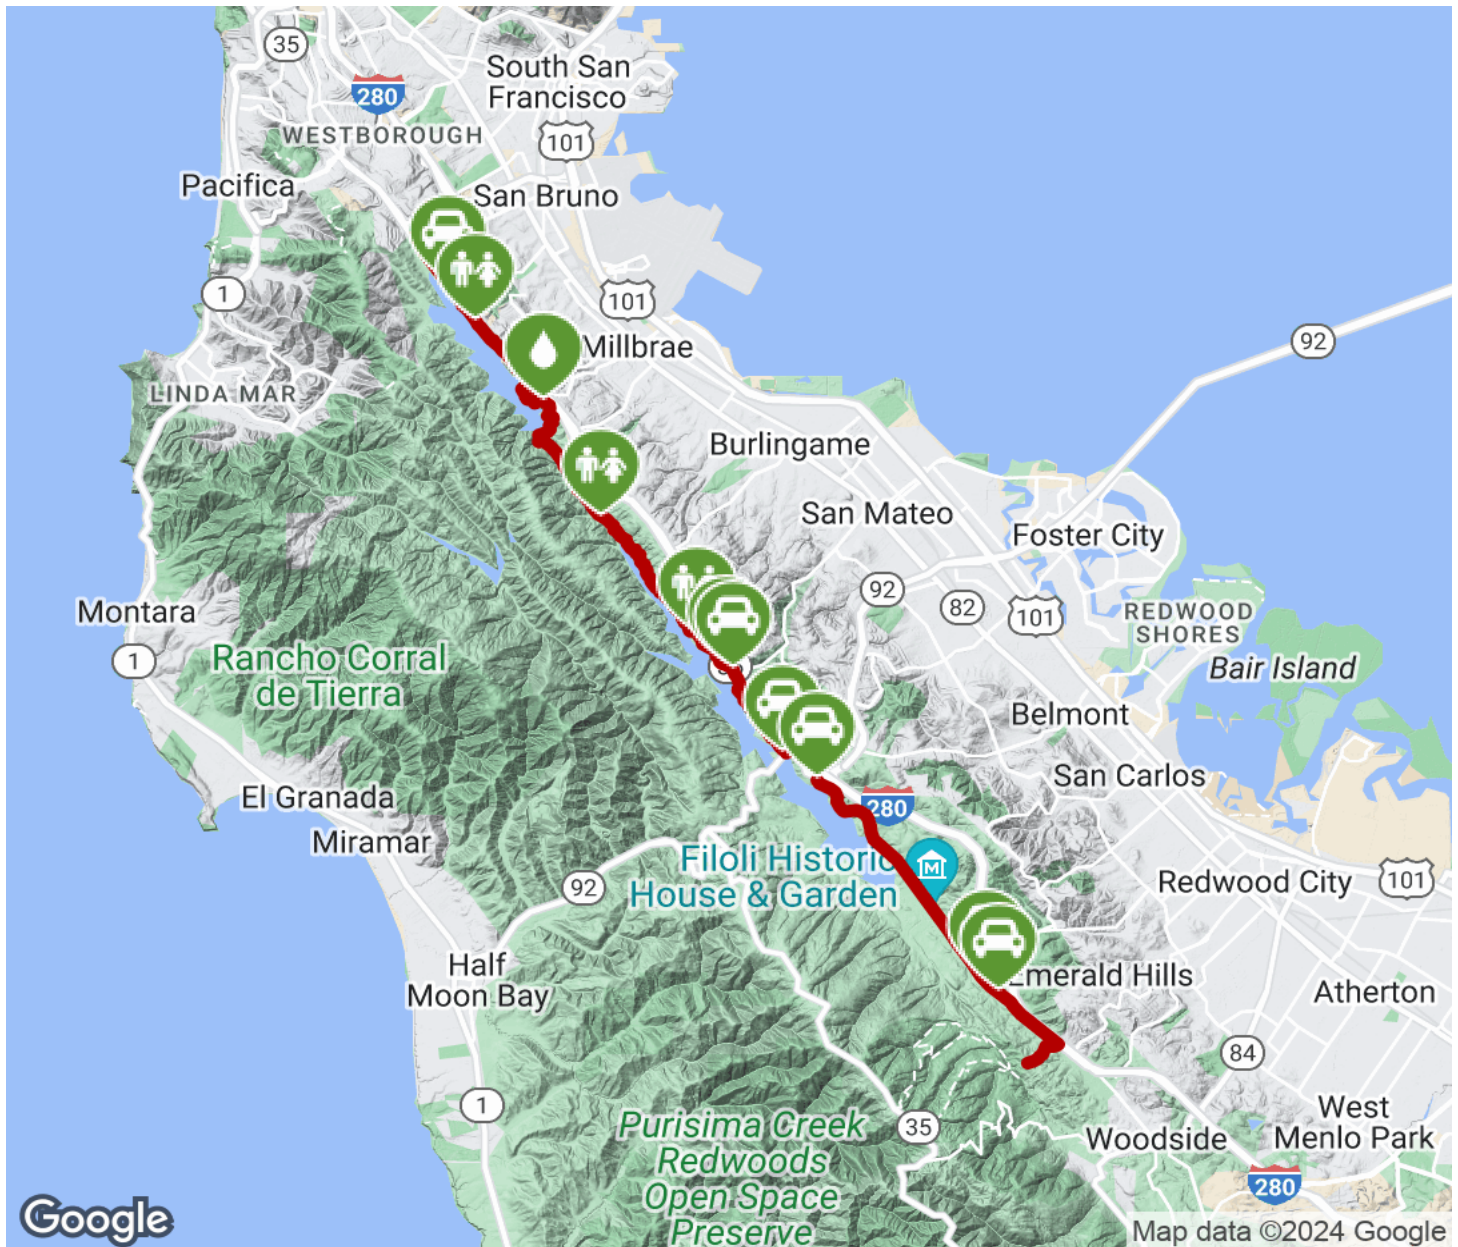 35
South San
Francisco
280
101
WESTBOROUGH
Pacifica
San Bruno
1
101
Millbrae
92
LINDA MAR
Burlingame
San Mateo
Foster City
92
82
101
REDWOOD
SHORES
Montara
1
Rancho Corral
de Tierra
Bair Island
Belmont
San Carlos
El Granada
280
Miramar
Filoli Historic
House & Garden
M
92
Redwood City
101
Half
Moon Bay
Emerald Hills
Atherton
84
1
35
Purisima Creek
Redwoods
Open Space
Preserve
Woodside
West
Menlo Park
280
Google
Map data ©2024 Google